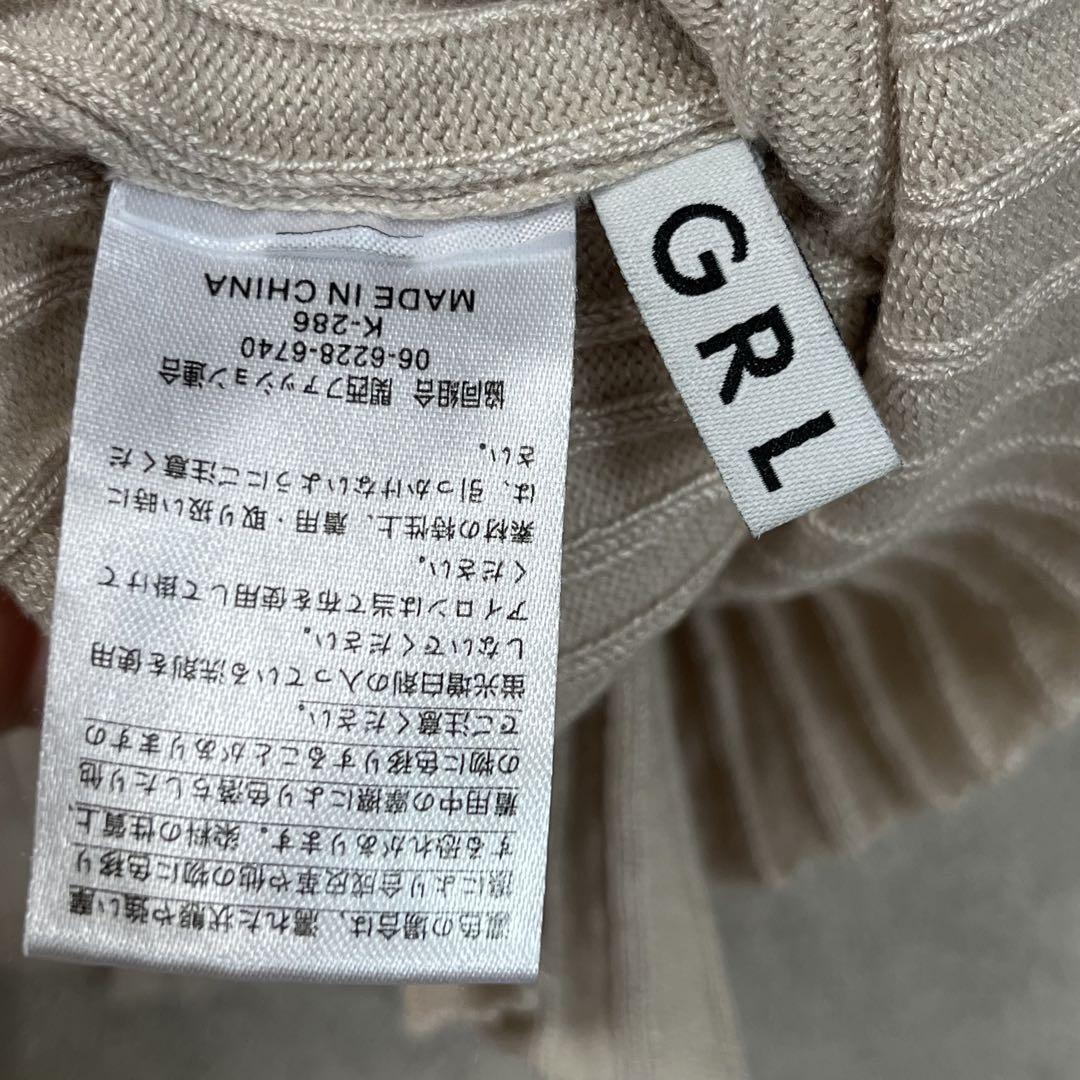 濃色の場合は、濡れた状態や強い摩
擦により合成皮革や他の物に色移り
する恐れがあります。染料の性質上、
着用中の摩擦により色落ちしたり他
の物に色移りすることがありますの
でご注意ください。
蛍光増白剤の入っている洗剤を使用
しないでください。
アイロンは当て布を使用して掛けて
ください。
素材の特性上、着用・取り扱い時に
は、引っかけないようにご注意くだ
さい。
協同組合 関西ファッション連合
06-6228-6740
K-286
MADE IN CHINA
GRL